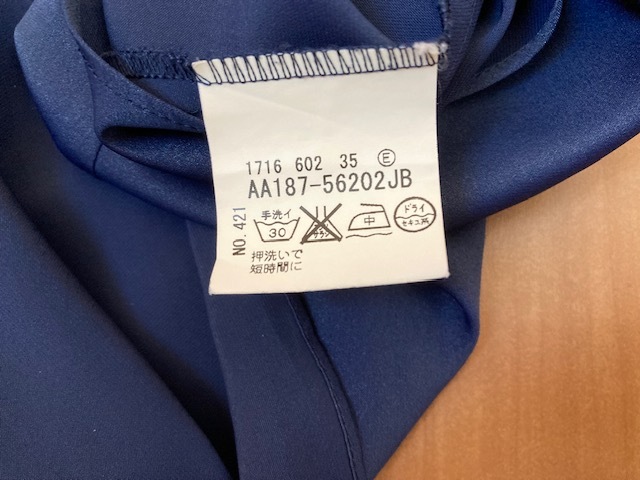 1716 602 35 Ⓔ
AA187-56202JB
NO.421
手洗イ
30
中
ドライ
セキユ系
押洗いで
短時間に